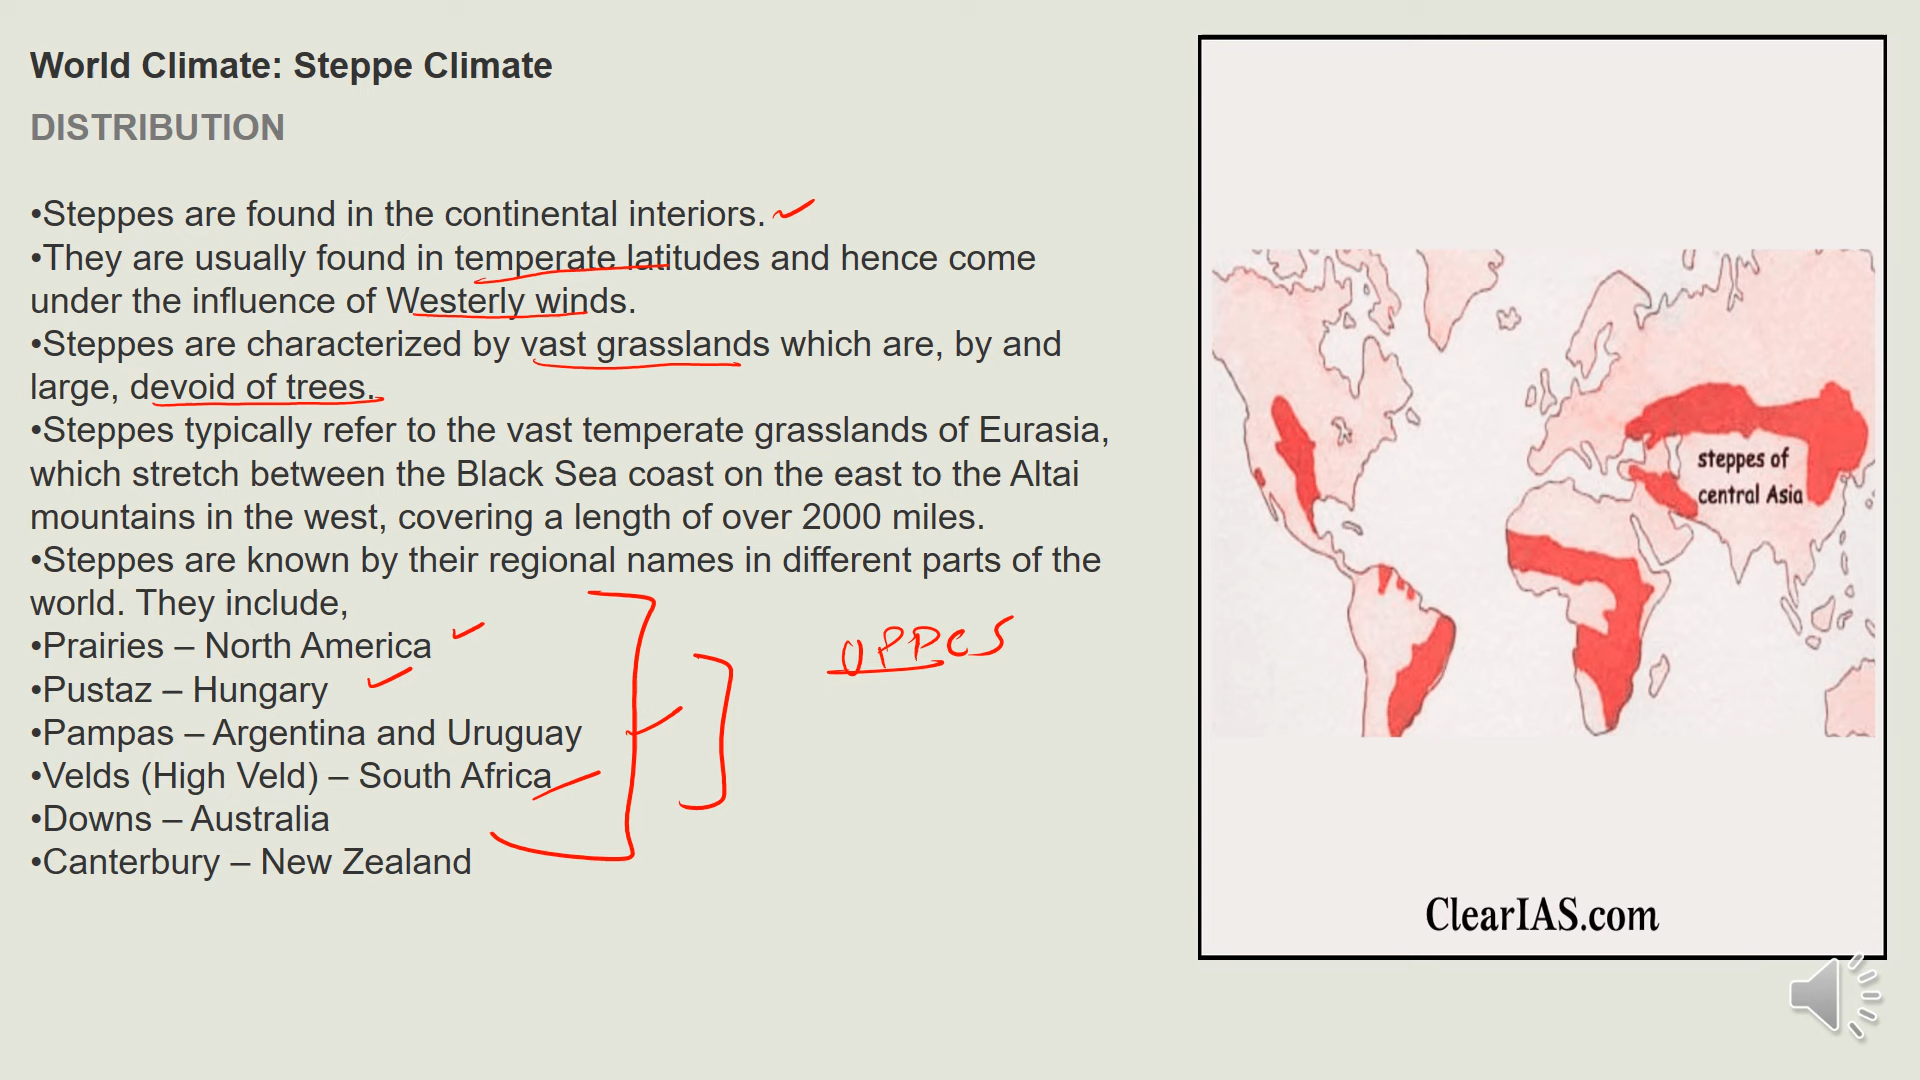 World Climate: Steppe Climate
DISTRIBUTION
•Steppes are found in the continental interiors.
•They are usually found in temperate latitudes and hence come
under the influence of Westerly winds.
•Steppes are characterized by vast grasslands which are, by and
large, devoid of trees.
•Steppes typically refer to the vast temperate grasslands of Eurasia,
which stretch between the Black Sea coast on the east to the Altai
mountains in the west, covering a length of over 2000 miles.
•Steppes are known by their regional names in different parts of the
world. They include,
•Prairies – North America
•Pustaz – Hungary
•Pampas – Argentina and Uruguay
•Velds (High Veld) – South Africa
•Downs – Australia
•Canterbury – New Zealand
steppes of
central Asia
ClearIAS.com